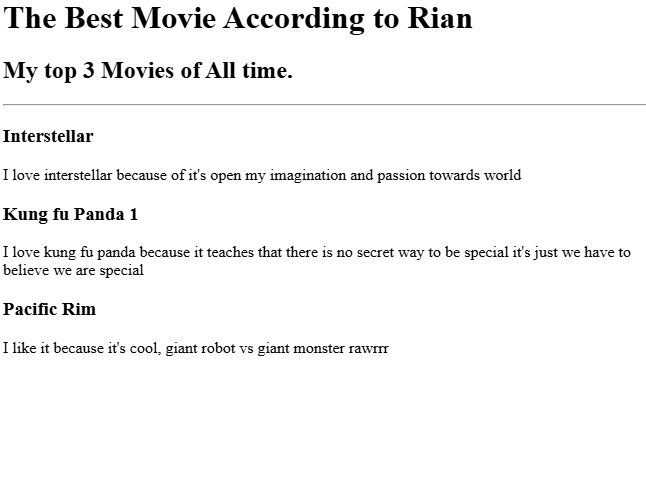 The Best Movie According to Rian
My top 3 Movies of All time.
Interstellar
I love interstellar because of it's open my imagination and passion towards world
Kung fu Panda 1
I love kung fu panda because it teaches that there is no secret way to be special it's just we have to
believe we are special
Pacific Rim
I like it because it's cool, giant robot vs giant monster rawrrr